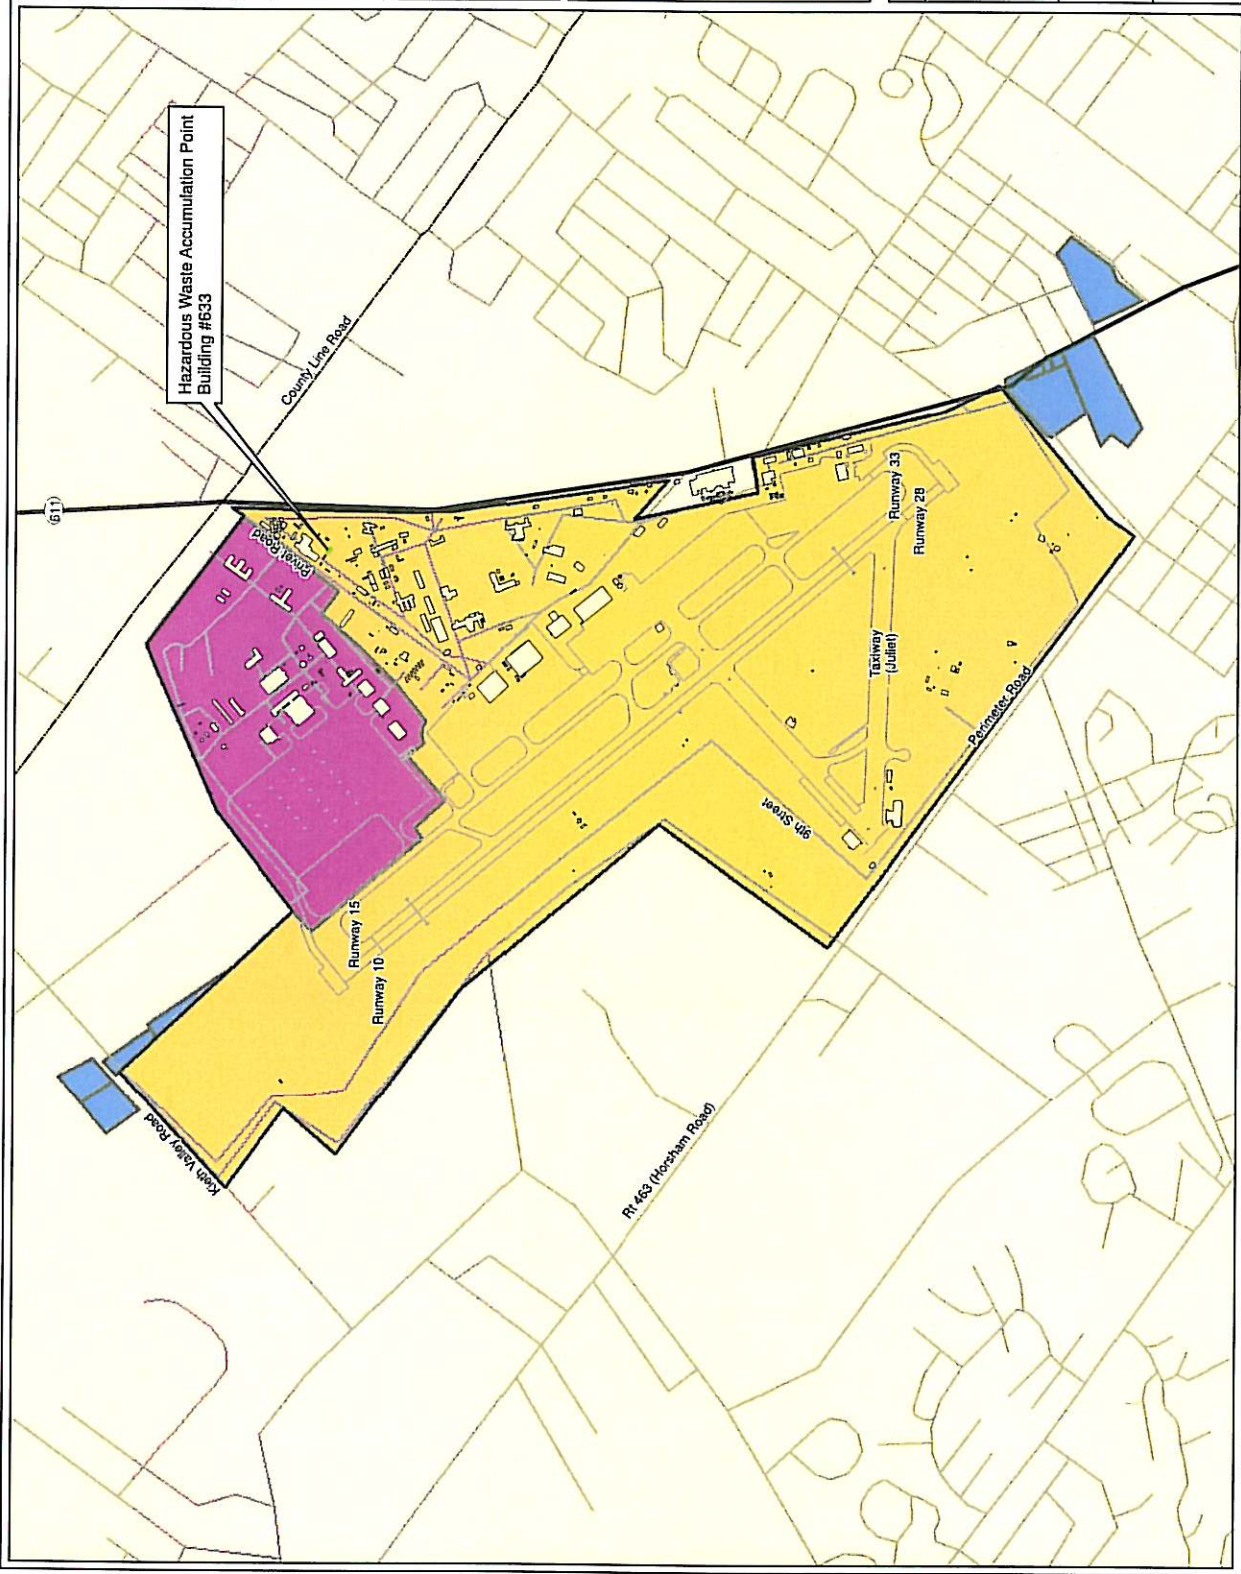 Hazardous Waste Accumulation Point
Building #633
County Line Road
611
Privet Road
Runway 15
Runway 10
Runway 33
Runway 28
Taxiway
(Juliet)
9th Street
Perimeter Road
Kieth Valley Road
Rt 463 (Horsham Road)